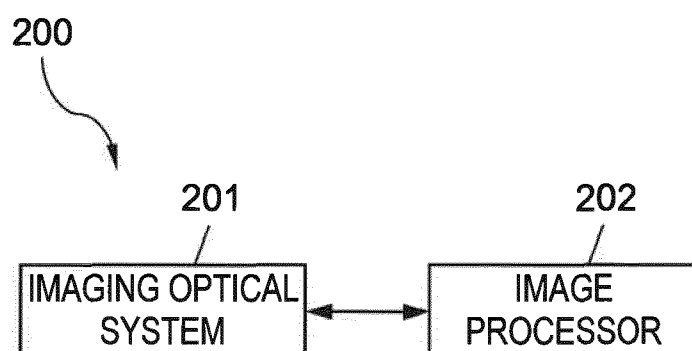 200
201
202
IMAGING OPTICAL
SYSTEM
IMAGE
PROCESSOR